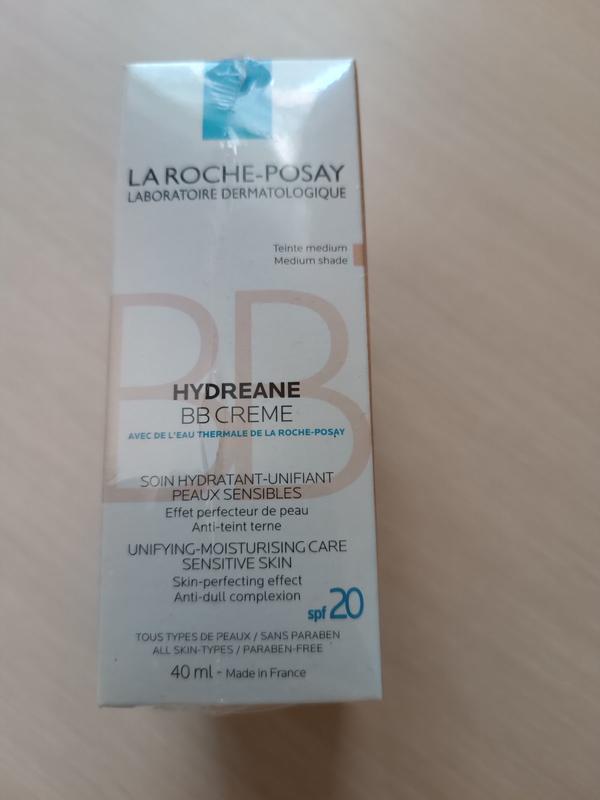 LA ROCHE-POSAY
LABORATOIRE DERMATOLOGIQUE
Teinte medium
Medium shade
BB
HYDREANE
BB CREME
AVEC DE L'EAU THERMALE DE LA ROCHE-POSAY
SOIN HYDRATANT-UNIFIANT
PEAUX SENSIBLES
Effet perfecteur de peau
Anti-teint terne
UNIFYING-MOISTURISING CARE
SENSITIVE SKIN
Skin-perfecting effect
Anti-dull complexion
spf 20
TOUS TYPES DE PEAUX / SANS PARABEN
ALL SKIN-TYPES / PARABEN-FREE
40 ml - Made in France